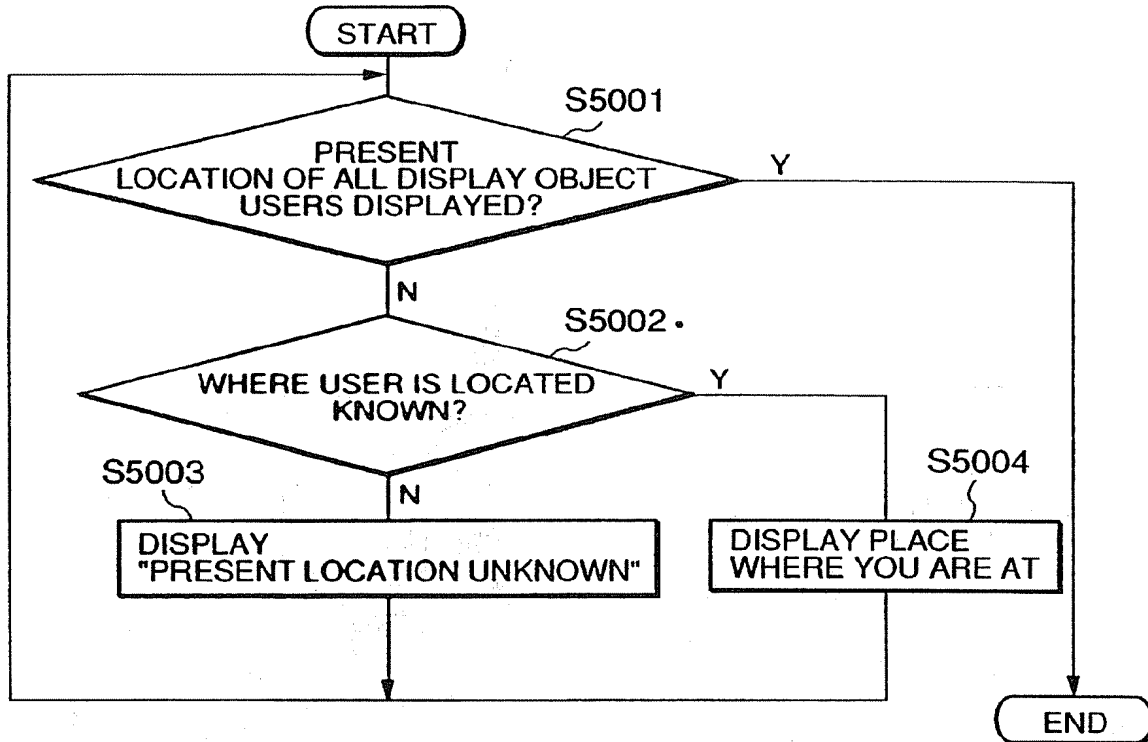 START
S5001
PRESENT
LOCATION OF ALL DISPLAY OBJECT
USERS DISPLAYED?
Y
N
S5002
WHERE USER IS LOCATED
KNOWN?
Y
N
S5003
DISPLAY
"PRESENT LOCATION UNKNOWN"
S5004
DISPLAY PLACE
WHERE YOU ARE AT
END